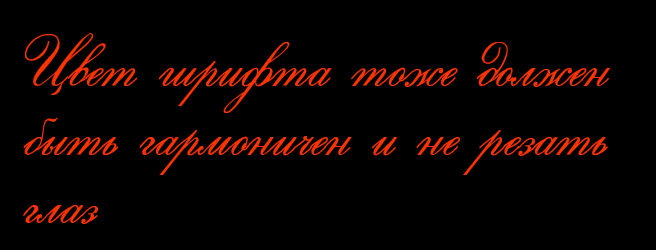 Цвет шрифта тоже должен
быть гармоничен и не резать
глаз